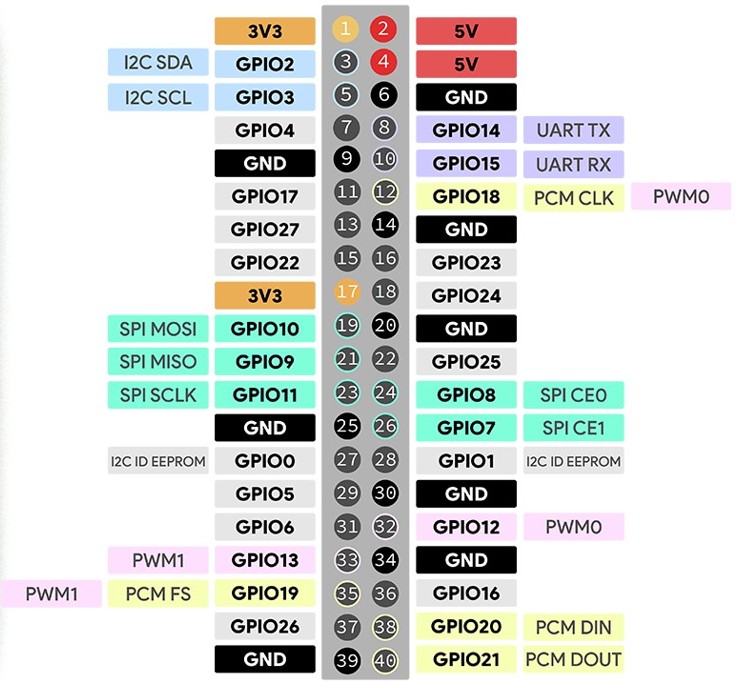 3V3 1 2 5V
I2C SDA GPIO2 3 4 5V
I2C SCL GPIO3 5 6 GND
GPIO4 7 8 GPIO14 UART TX
GND 9 10 GPIO15 UART RX
GPIO17 11 12 GPIO18 PCM CLK PWM0
GPIO27 13 14 GND
GPIO22 15 16 GPIO23
3V3 17 18 GPIO24
SPI MOSI GPIO10 19 20 GND
SPI MISO GPIO9 21 22 GPIO25
SPI SCLK GPIO11 23 24 GPIO8 SPI CE0
GND 25 26 GPIO7 SPI CE1
I2C ID EEPROM GPIO0 27 28 GPIO1 I2C ID EEPROM
GPIO5 29 30 GND
GPIO6 31 32 GPIO12 PWM0
PWM1 GPIO13 33 34 GND
PWM1 PCM FS GPIO19 35 36 GPIO16
GPIO26 37 38 GPIO20 PCM DIN
GND 39 40 GPIO21 PCM DOUT